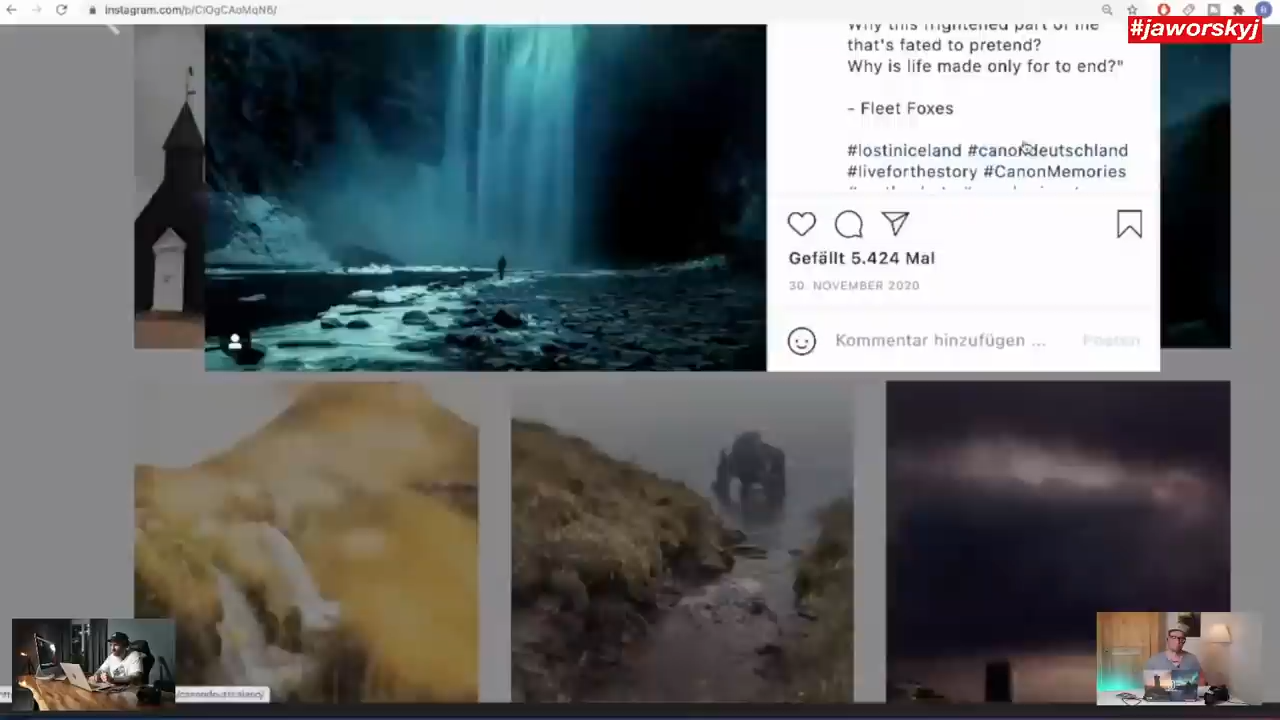 instagram.com/p/CIOgCAoMqN6/
#jaworskyj
Why this frightened part of me
that's fated to pretend?
Why is life made only for to end?"
- Fleet Foxes
#lostiniceland #canondeutschland
#liveforthestory #CanonMemories
Gefällt 5.424 Mal
30. NOVEMBER 2020
Kommentar hinzufügen ...
Posten